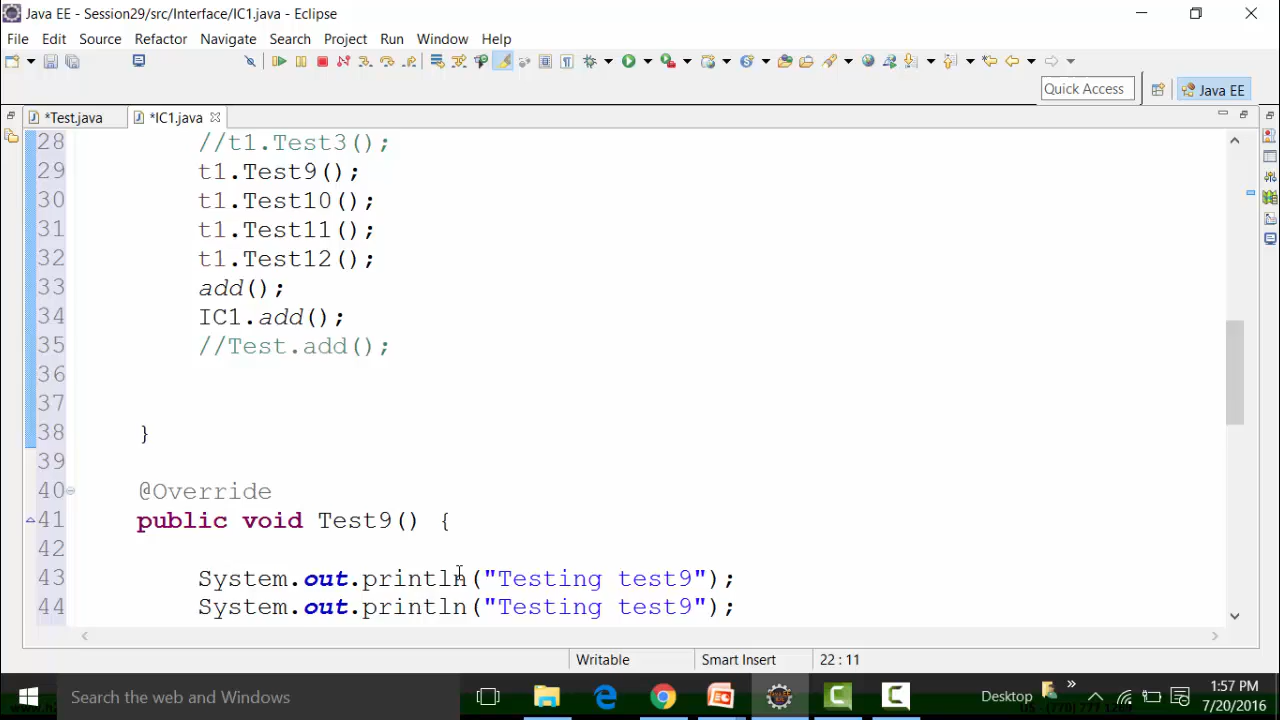 Java EE - Session29/src/Interface/IC1.java - Eclipse
File Edit Source Refactor Navigate Search Project Run Window Help
Quick Access
Java EE
*Test.java
*IC1.java
28 //t1.Test3();
29 t1.Test9();
30 t1.Test10();
31 t1.Test11();
32 t1.Test12();
33 add();
34 IC1.add();
35 //Test.add();
36
37
38 }
39
40 @Override
41 public void Test9() {
42
43 System.out.println("Testing test9");
44 System.out.println("Testing test9");
Writable
Smart Insert
22 : 11
Search the web and Windows
Desktop
»
1:57 PM
7/20/2016